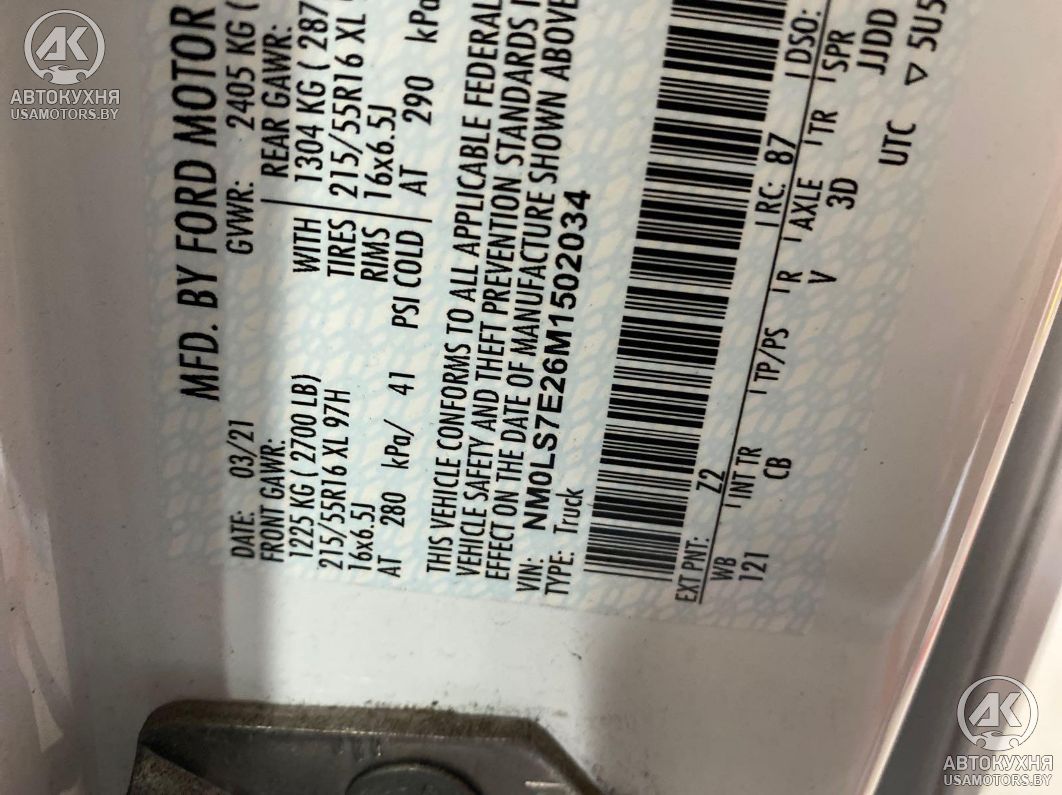 MFD. BY FORD MOTOR
DATE: 03/21 GVWR: 2405 KG (
FRONT GAWR: REAR GAWR:
1225 KG ( 2700 LB) WITH 1304 KG ( 287
215/55R16 XL 97H TIRES 215/55R16 XL
16x6.5J RIMS 16x6.5J
AT 280 kPa/ 41 PSI COLD AT 290 kPa
THIS VEHICLE CONFORMS TO ALL APPLICABLE FEDERAL
VEHICLE SAFETY AND THEFT PREVENTION STANDARDS
EFFECT ON THE DATE OF MANUFACTURE SHOWN ABOVE
VIN: NM0LS7E26M1502034
TYPE: Truck
EXT PNT: Z2 RC: 87 DSO:
WB INT TR TP/PS R AXLE TR SPR
121 CB V 3D JJDD
UTC ▽ 5U5
АК
АВТОКУХНЯ
USAMOTORS.BY
АК
АВТОКУХНЯ
USAMOTORS.BY